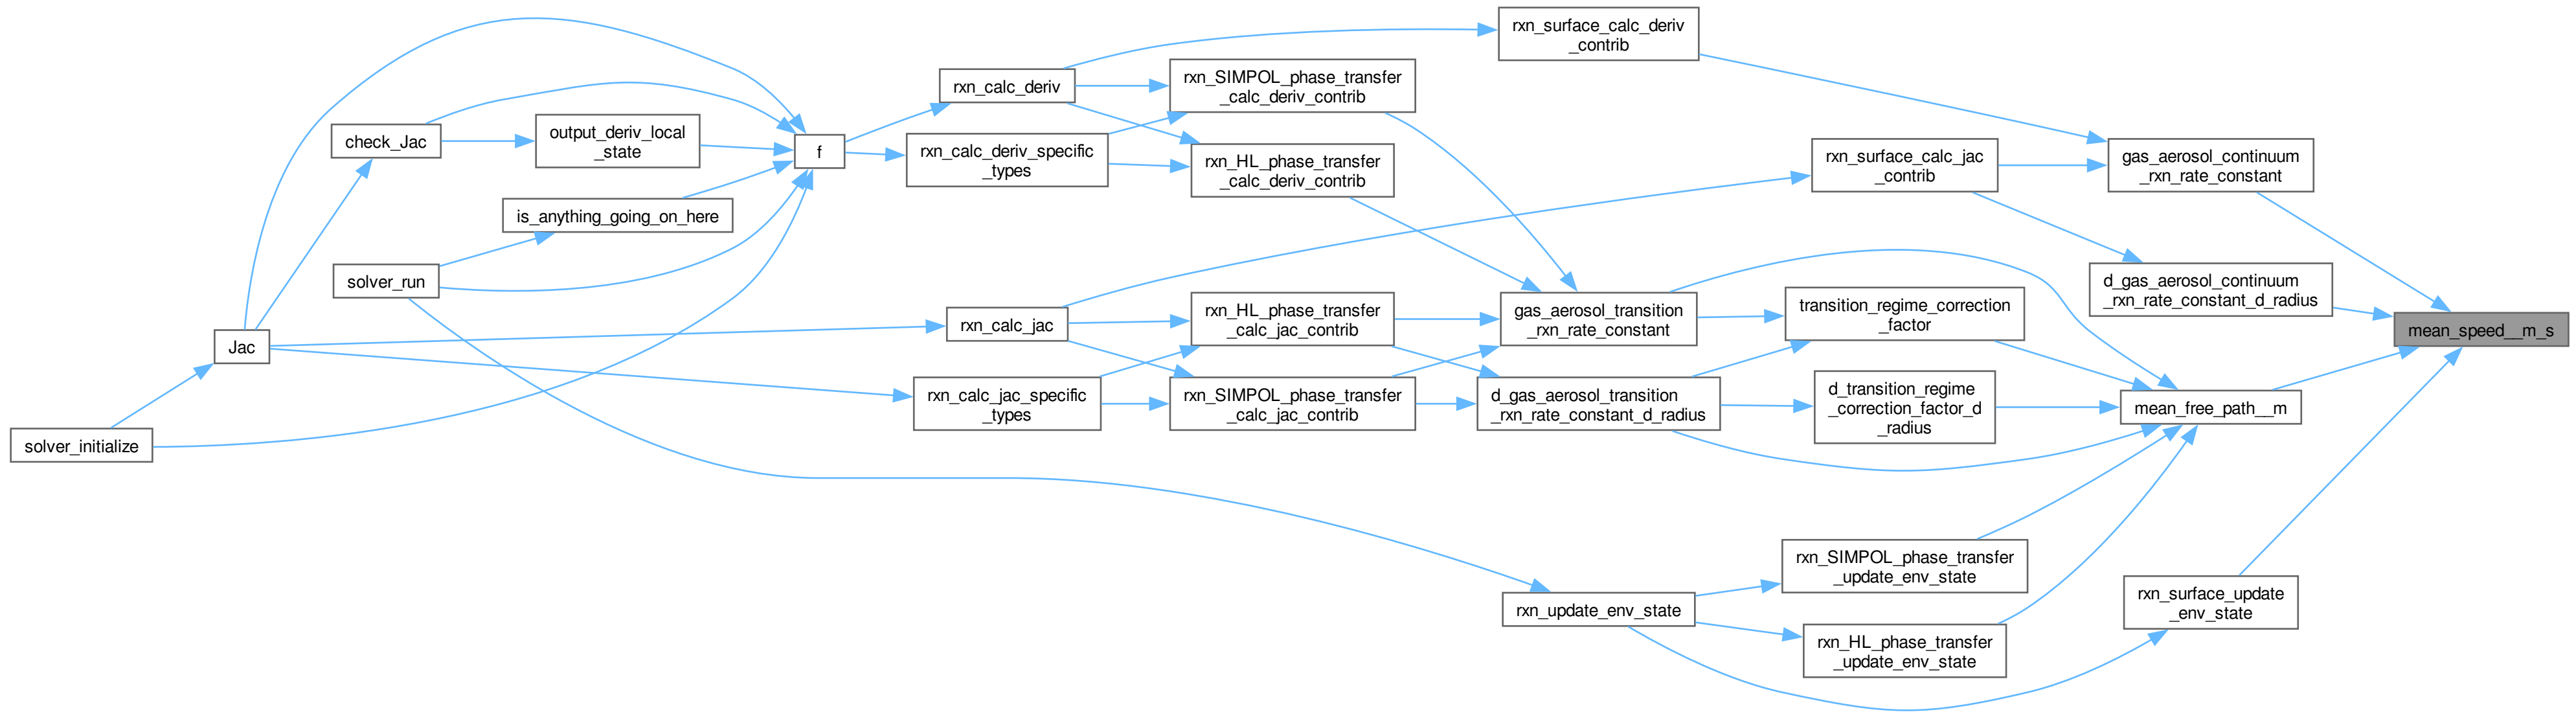 rxn_surface_calc_deriv
_contrib
rxn_SIMPOL_phase_transfer
_calc_deriv_contrib
rxn_calc_deriv
output_deriv_local
_state
check_Jac
f
rxn_calc_deriv_specific
_types
rxn_HL_phase_transfer
_calc_deriv_contrib
rxn_surface_calc_jac
_contrib
gas_aerosol_continuum
_rxn_rate_constant
is_anything_going_on_here
solver_run
d_gas_aerosol_continuum
_rxn_rate_constant_d_radius
mean_speed__m_s
Jac
rxn_calc_jac
rxn_HL_phase_transfer
_calc_jac_contrib
gas_aerosol_transition
_rxn_rate_constant
transition_regime_correction
_factor
rxn_calc_jac_specific
_types
rxn_SIMPOL_phase_transfer
_calc_jac_contrib
d_gas_aerosol_transition
_rxn_rate_constant_d_radius
d_transition_regime
_correction_factor_d
_radius
mean_free_path__m
solver_initialize
rxn_SIMPOL_phase_transfer
_update_env_state
rxn_update_env_state
rxn_surface_update
_env_state
rxn_HL_phase_transfer
_update_env_state